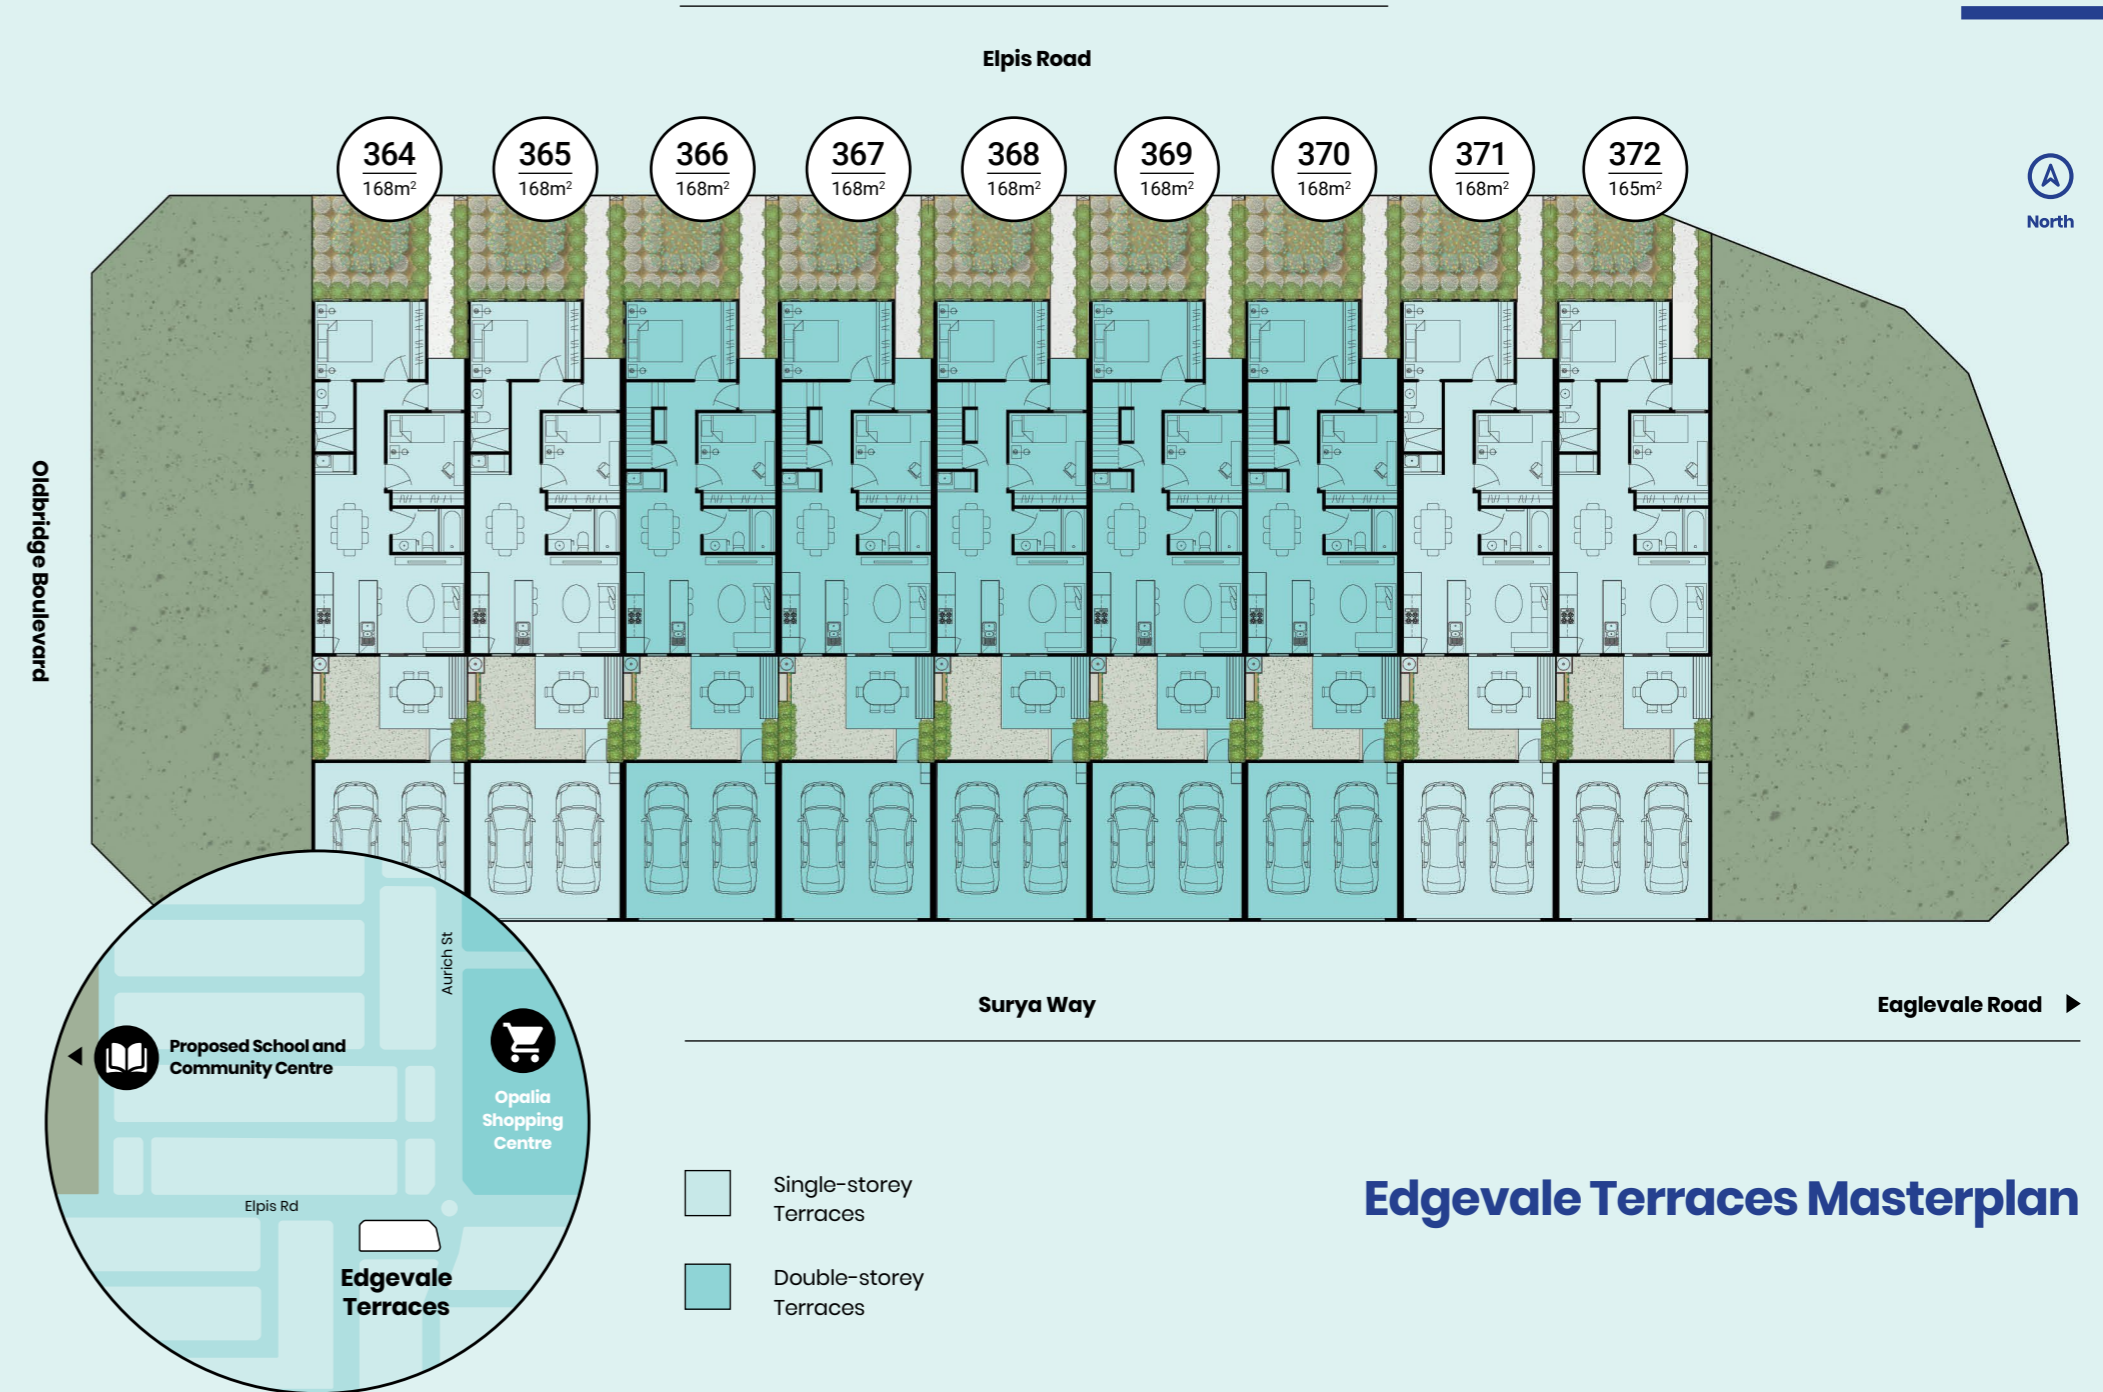 Elpis Road
364
168m²
365
168m²
366
168m²
367
168m²
368
168m²
369
168m²
370
168m²
371
168m²
372
165m²
North
Oldbridge Boulevard
Surya Way
Eaglevale Road
Aurich St
Proposed School and
Community Centre
Opalia
Shopping
Centre
Elpis Rd
Edgevale
Terraces
Single-storey
Terraces
Double-storey
Terraces
Edgevale Terraces Masterplan